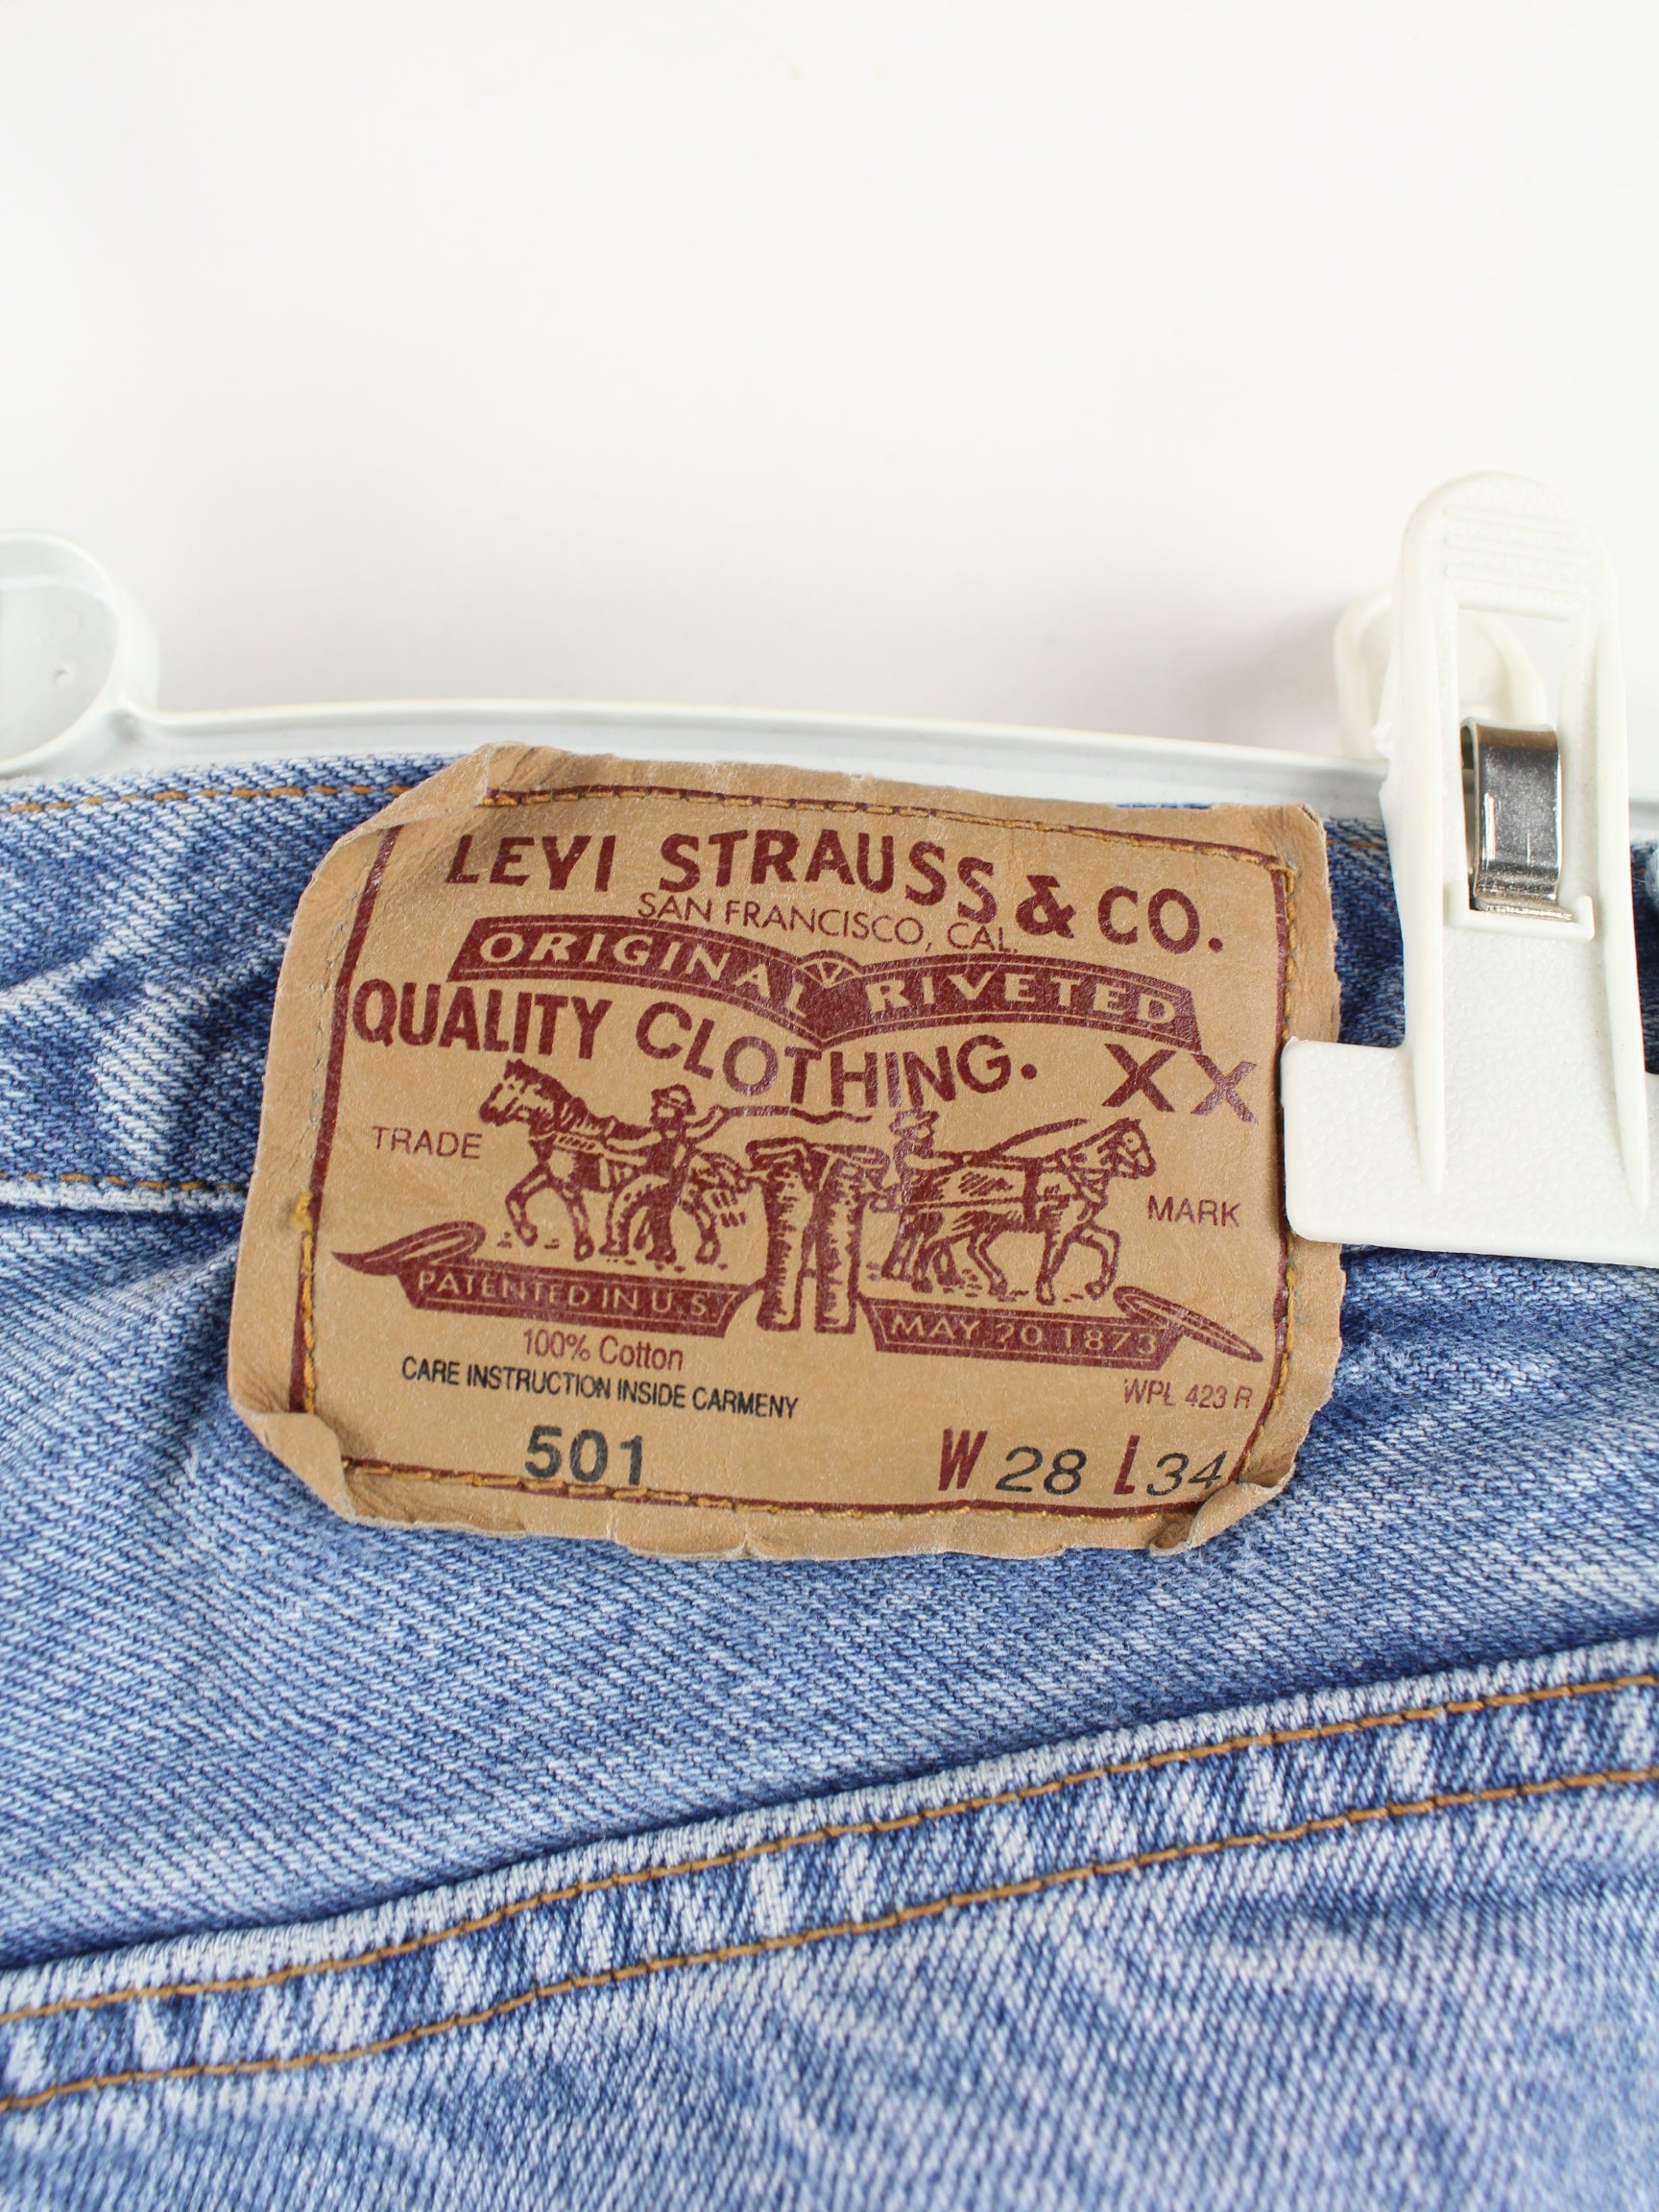 LEVI STRAUSS & CO.
SAN FRANCISCO, CAL.
ORIGINAL RIVETED
QUALITY CLOTHING. XX
TRADE MARK
PATENTED IN U.S. MAY 20 1873
100% Cotton
WPL 423 R
CARE INSTRUCTION INSIDE CARMENY
501 W 28 L 34